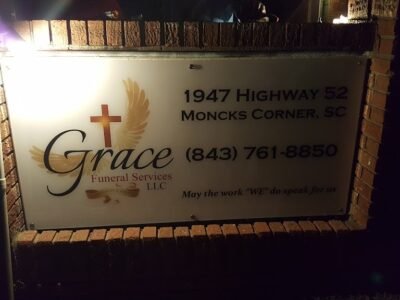 Grace
Funeral Services
LLC
1947 Highway 52
Moncks Corner, SC
(843) 761-8850
May the work "WE" do speak for us